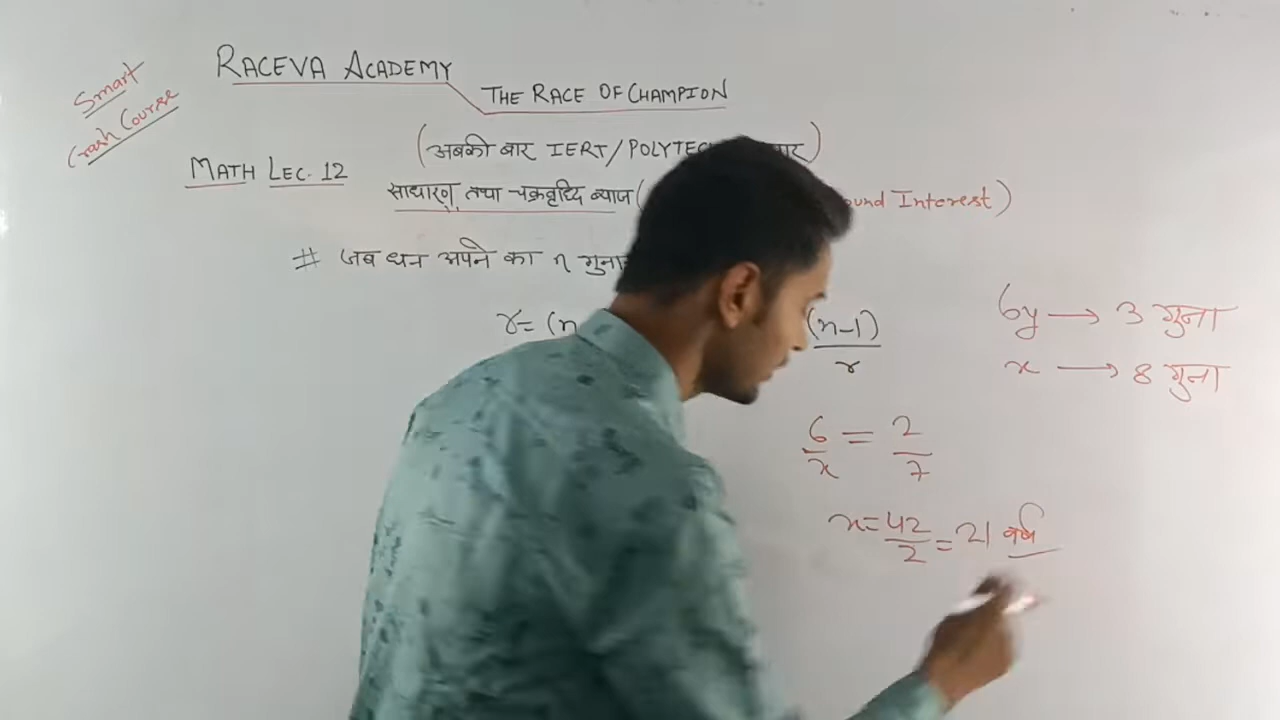 Smart
Crash Course
RACEVA ACADEMY
THE RACE OF CHAMPION
(अबकी बार IERT/POLYTEC
MATH LEC. 12
साधारण तथा चक्रवृद्धि ब्याज ( ound Interest)
# जब धन अपने का n गुना
r = (n
(n-1)
r
6y → 3 गुना
x → 8 गुना
6/x = 2/7
x = 42/2 = 21 वर्ष